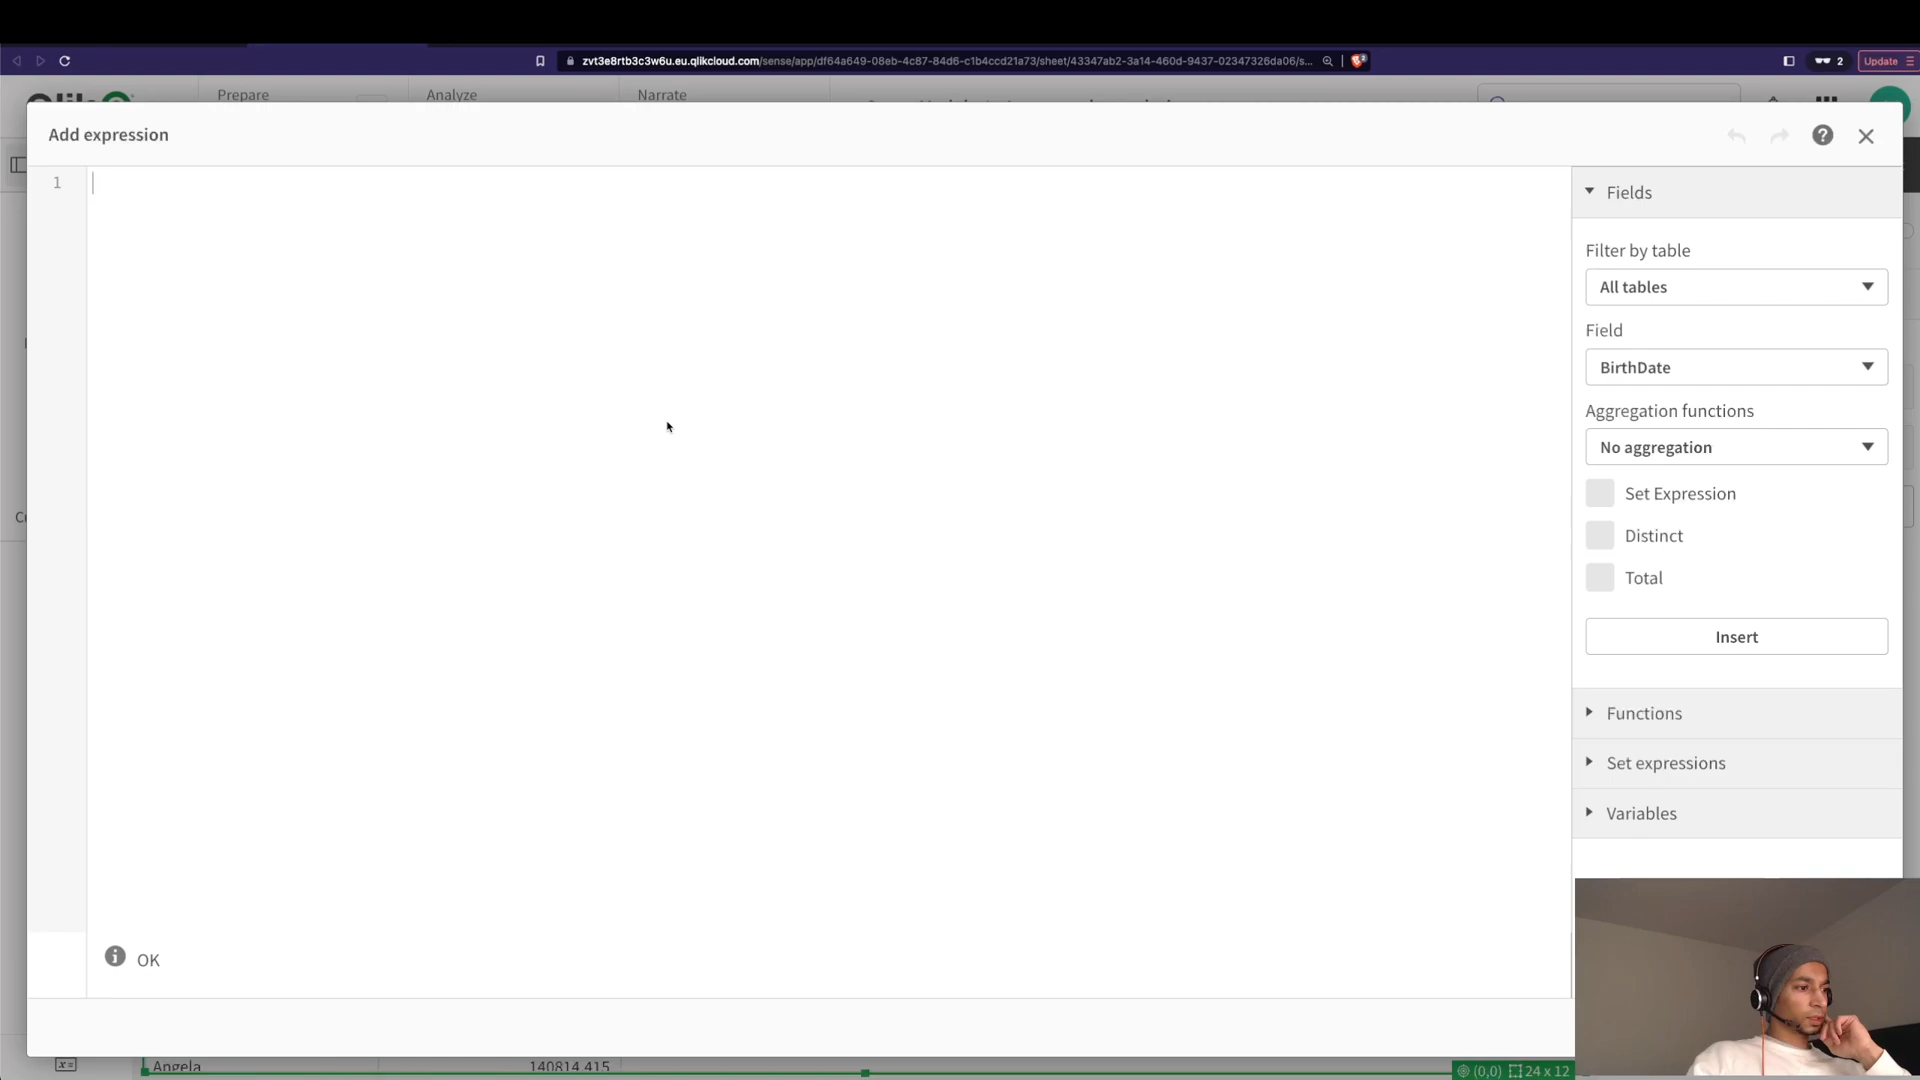 zvt3e8rtb3c3w6u.eu.qlikcloud.com/sense/app/df64a649-08eb-4c87-84d6-c1b4ccd21a73/sheet/43347ab2-3a14-460d-9437-02347326da06/s...
2
Update
Prepare
Analyze
Narrate
Add expression
1
Fields
Filter by table
All tables
Field
BirthDate
Aggregation functions
No aggregation
Set Expression
Distinct
Total
Insert
Functions
Set expressions
Variables
OK
Angela
140814.415
(0,0) 24 x 12